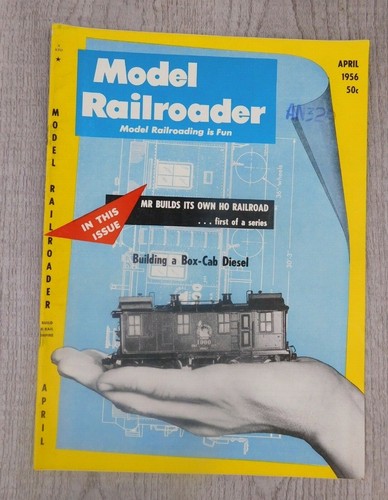 Model
Railroader
Model Railroading is Fun
APRIL
1956
50c
MODEL RAILROADER
IN THIS
ISSUE
MR BUILDS ITS OWN HO RAILROAD
. . . first of a series
Building a Box-Cab Diesel
1000
APRIL